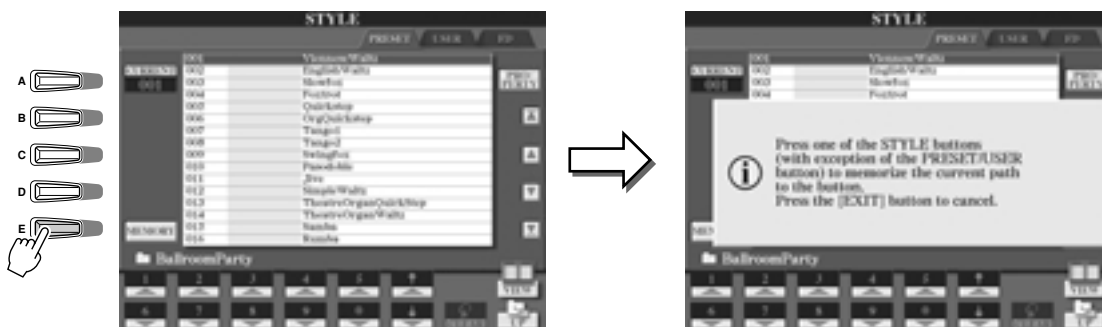 STYLE
PRESET USER FD
A
B
C
D
E
CURRENT
001
001 VienneseWaltz
002 EnglishWaltz
003 Slowfox
004 Foxtrot
005 Quickstep
006 OrgQuickstep
007 Tango1
008 Tango2
009 SwingFox
010 Pasodoble
011 Jive
012 SimpleWaltz
013 TheatreOrganQuickStep
014 TheatreOrganWaltz
015 Samba
016
PROPERTY
MEMORY
BallroomParty
1 2 3 4 5
6 7 8 9 0
VIEW
UP
STYLE
PRESET USER FD
001
001 VienneseWaltz
002 EnglishWaltz
003 Slowfox
004 Foxtrot
Press one of the STYLE buttons
(with exception of the PRESET/USER
button) to memorize the current path
to the button.
Press the [EXIT] button to cancel.
BallroomParty
1 2 3 4 5
6 7 8 9 0
VIEW
UP